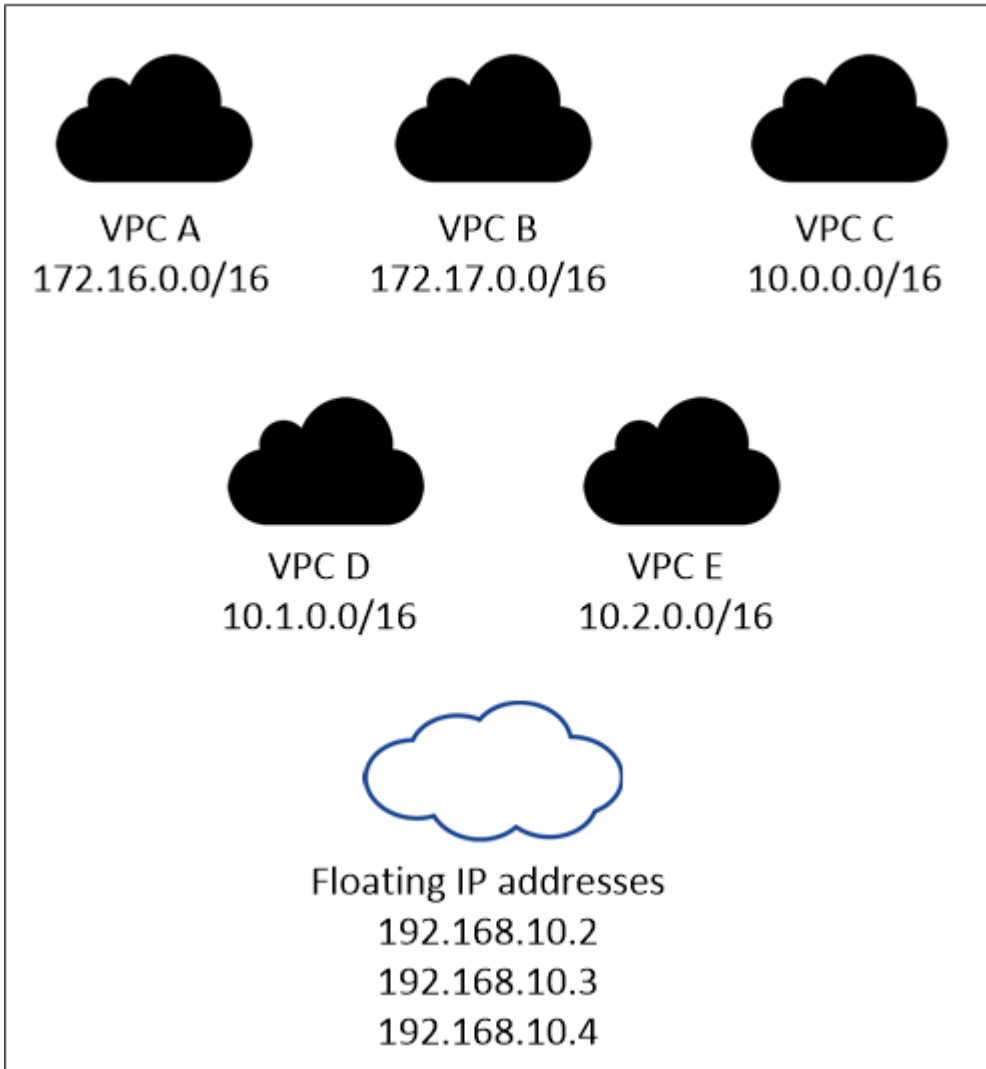 VPC A
172.16.0.0/16
VPC B
172.17.0.0/16
VPC C
10.0.0.0/16
VPC D
10.1.0.0/16
VPC E
10.2.0.0/16
Floating IP addresses
192.168.10.2
192.168.10.3
192.168.10.4